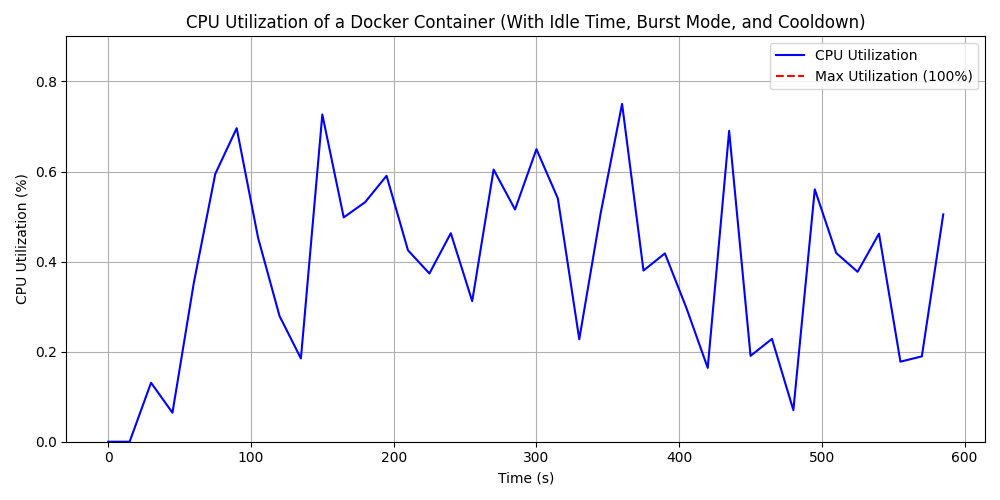 CPU Utilization of a Docker Container (With Idle Time, Burst Mode, and Cooldown)
CPU Utilization
Max Utilization (100%)
CPU Utilization (%)
0.8
0.6
0.4
0.2
0.0
0 100 200 300 400 500 600
Time (s)